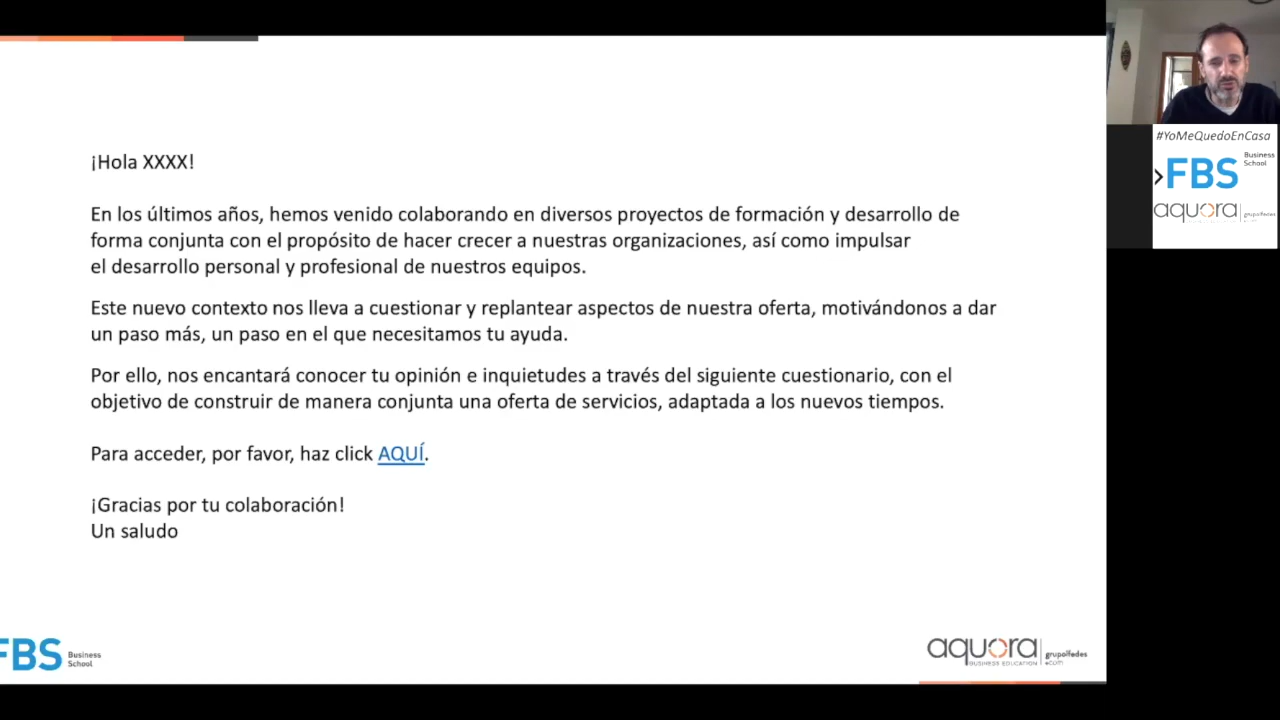 ¡Hola XXXX!
En los últimos años, hemos venido colaborando en diversos proyectos de formación y desarrollo de
forma conjunta con el propósito de hacer crecer a nuestras organizaciones, así como impulsar
el desarrollo personal y profesional de nuestros equipos.
Este nuevo contexto nos lleva a cuestionar y replantear aspectos de nuestra oferta, motivándonos a dar
un paso más, un paso en el que necesitamos tu ayuda.
Por ello, nos encantará conocer tu opinión e inquietudes a través del siguiente cuestionario, con el
objetivo de construir de manera conjunta una oferta de servicios, adaptada a los nuevos tiempos.
Para acceder, por favor, haz click AQUÍ.
¡Gracias por tu colaboración!
Un saludo
FBS Business
School
aquora grupoifedes
BUSINESS EDUCATION .com
#YoMeQuedoEnCasa
FBS Business
School
aquora grupoifedes